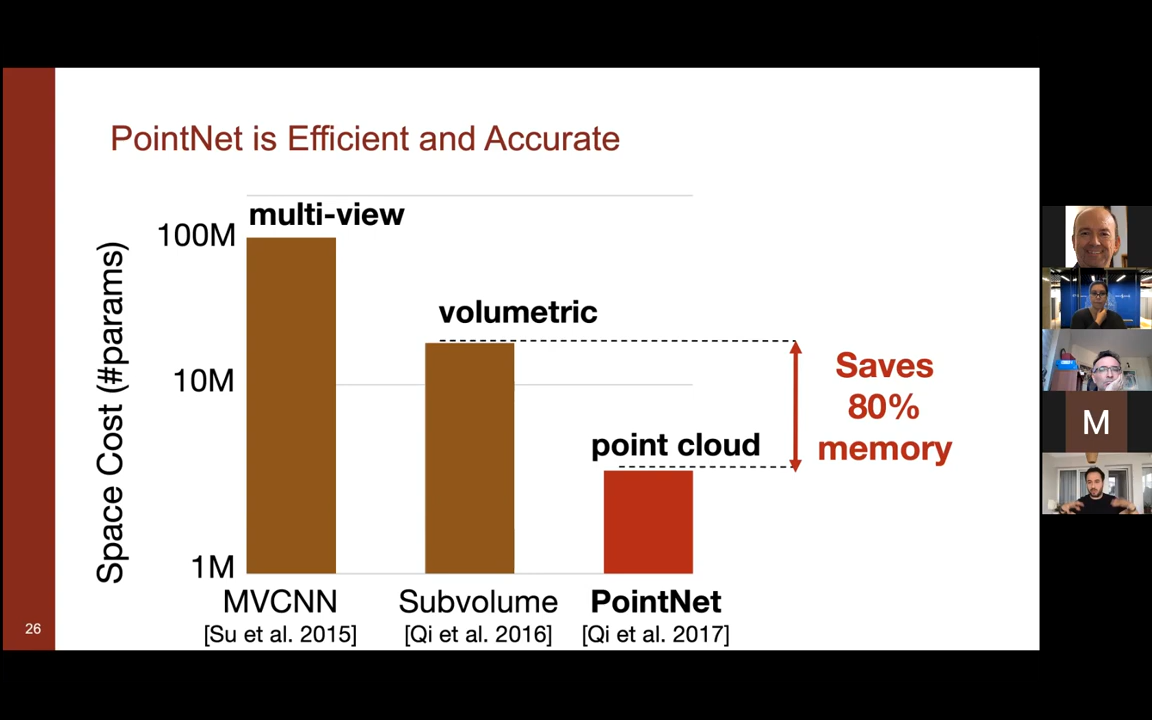 PointNet is Efficient and Accurate
multi-view
100M
volumetric
10M
Saves
80%
memory
point cloud
1M
Space Cost (#params)
MVCNN
[Su et al. 2015]
Subvolume
[Qi et al. 2016]
PointNet
[Qi et al. 2017]
26
M